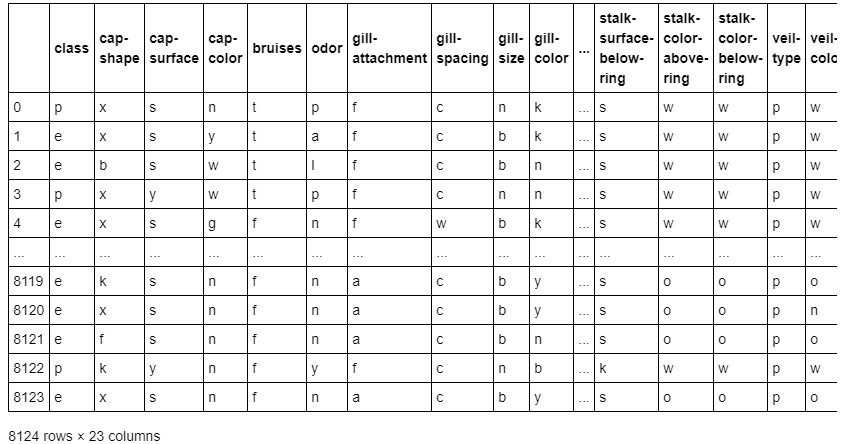 class cap-shape cap-surface cap-color bruises odor gill-attachment gill-spacing gill-size gill-color ... stalk-surface-below-ring stalk-color-above-ring stalk-color-below-ring veil-type veil-colo
0 p x s n t p f c n k ... s w w p w
1 e x s y t a f c b k ... s w w p w
2 e b s w t l f c b n ... s w w p w
3 p x y w t p f c n n ... s w w p w
4 e x s g f n f w b k ... s w w p w
... ... ... ... ... ... ... ... ... ... ... ... ... ... ... ... ...
8119 e k s n f n a c b y ... s o o p o
8120 e x s n f n a c b y ... s o o p n
8121 e f s n f n a c b n ... s o o p o
8122 p k y n f y f c n b ... k w w p w
8123 e x s n f n a c b y ... s o o p o
8124 rows × 23 columns